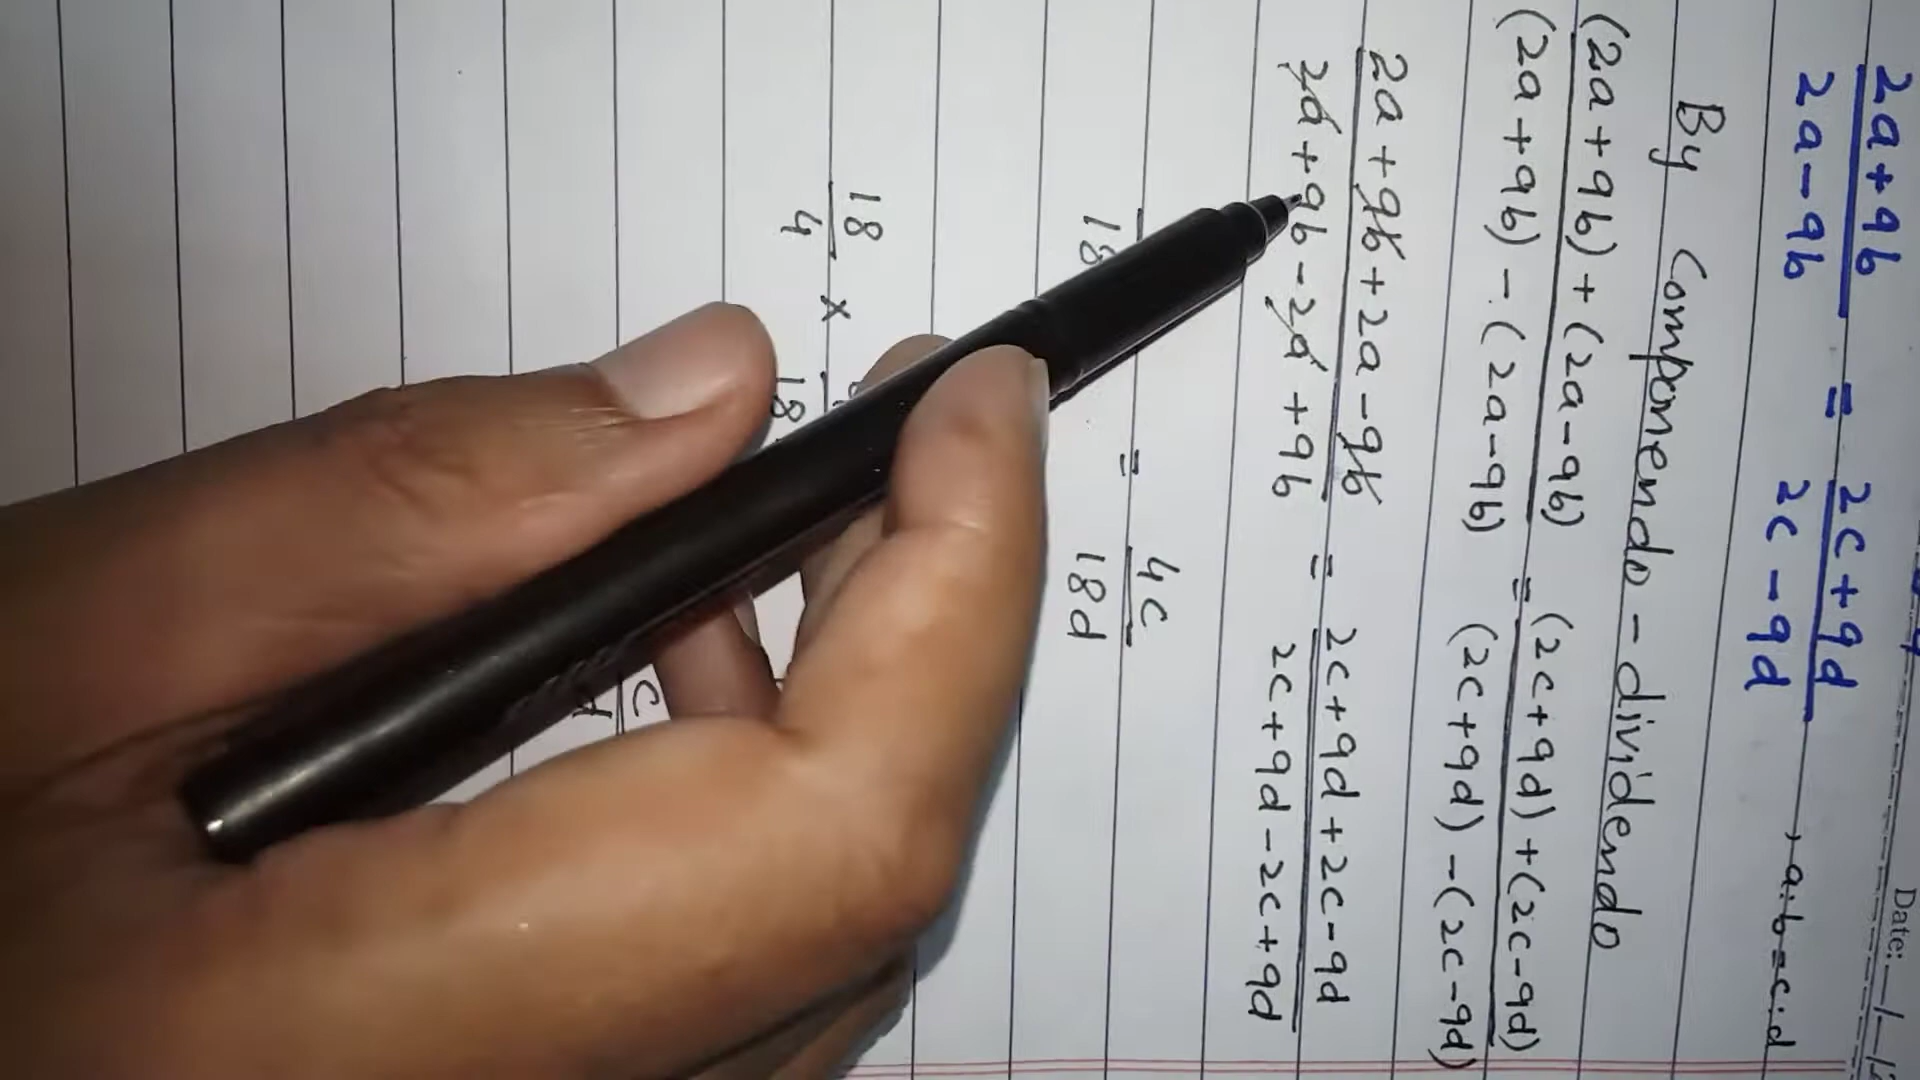 Date:
2a+9b / 2a-9b = 2c+9d / 2c-9d , a:b=c:d
By Componendo-dividendo
(2a+9b)+(2a-9b) / (2a+9b)-(2a-9b) = (2c+9d)+(2c-9d) / (2c+9d)-(2c-9d)
2a+9b+2a-9b / 2a+9b-2a+9b = 2c+9d+2c-9d / 2c+9d-2c+9d
18 = 4c / 18d
18 / 4 × 18
c